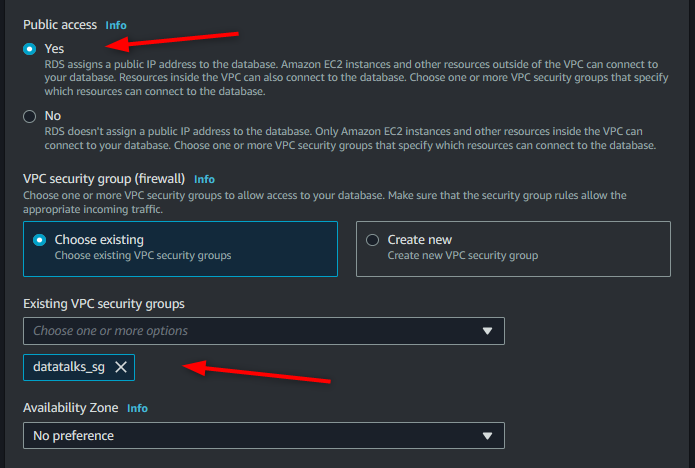 Public access Info
Yes
RDS assigns a public IP address to the database. Amazon EC2 instances and other resources outside of the VPC can connect to
your database. Resources inside the VPC can also connect to the database. Choose one or more VPC security groups that specify
which resources can connect to the database.
No
RDS doesn't assign a public IP address to the database. Only Amazon EC2 instances and other resources inside the VPC can
connect to your database. Choose one or more VPC security groups that specify which resources can connect to the database.
VPC security group (firewall) Info
Choose one or more VPC security groups to allow access to your database. Make sure that the security group rules allow the
appropriate incoming traffic.
Choose existing
Choose existing VPC security groups
Create new
Create new VPC security group
Existing VPC security groups
Choose one or more options
datatalks_sg
Availability Zone Info
No preference